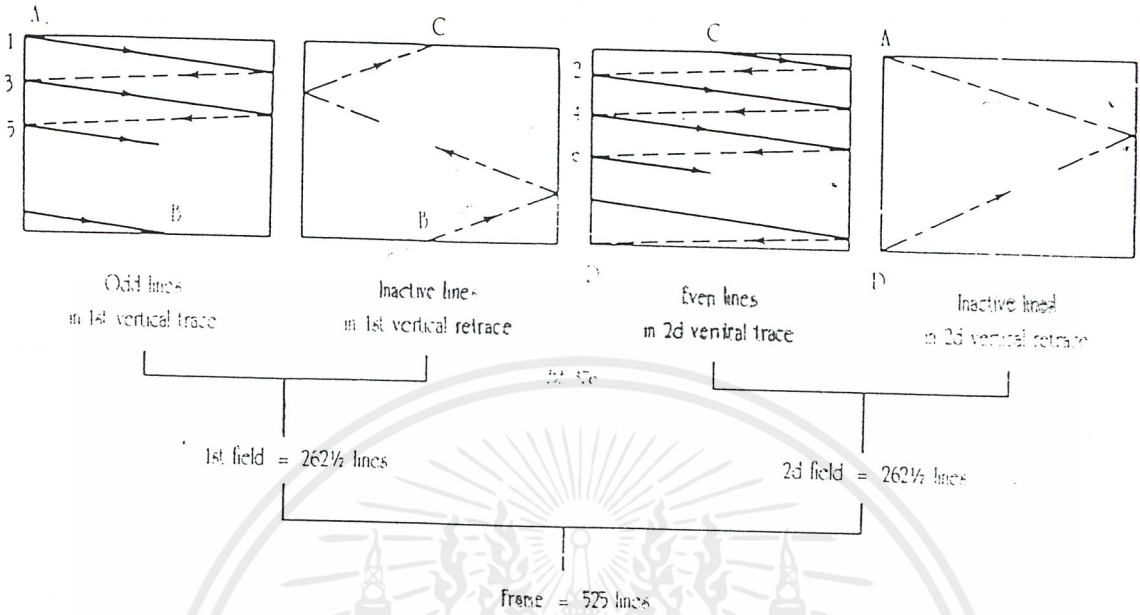 A
C
C
A
1
3
5
2
4
B
B
D
Odd lines
in 1st vertical trace
Inactive lines
in 1st vertical retrace
Even lines
in 2d vertical trace
Inactive lined
in 2d vertical retrace
1st field = 262½ lines
2d field = 262½ lines
Frame = 525 lines